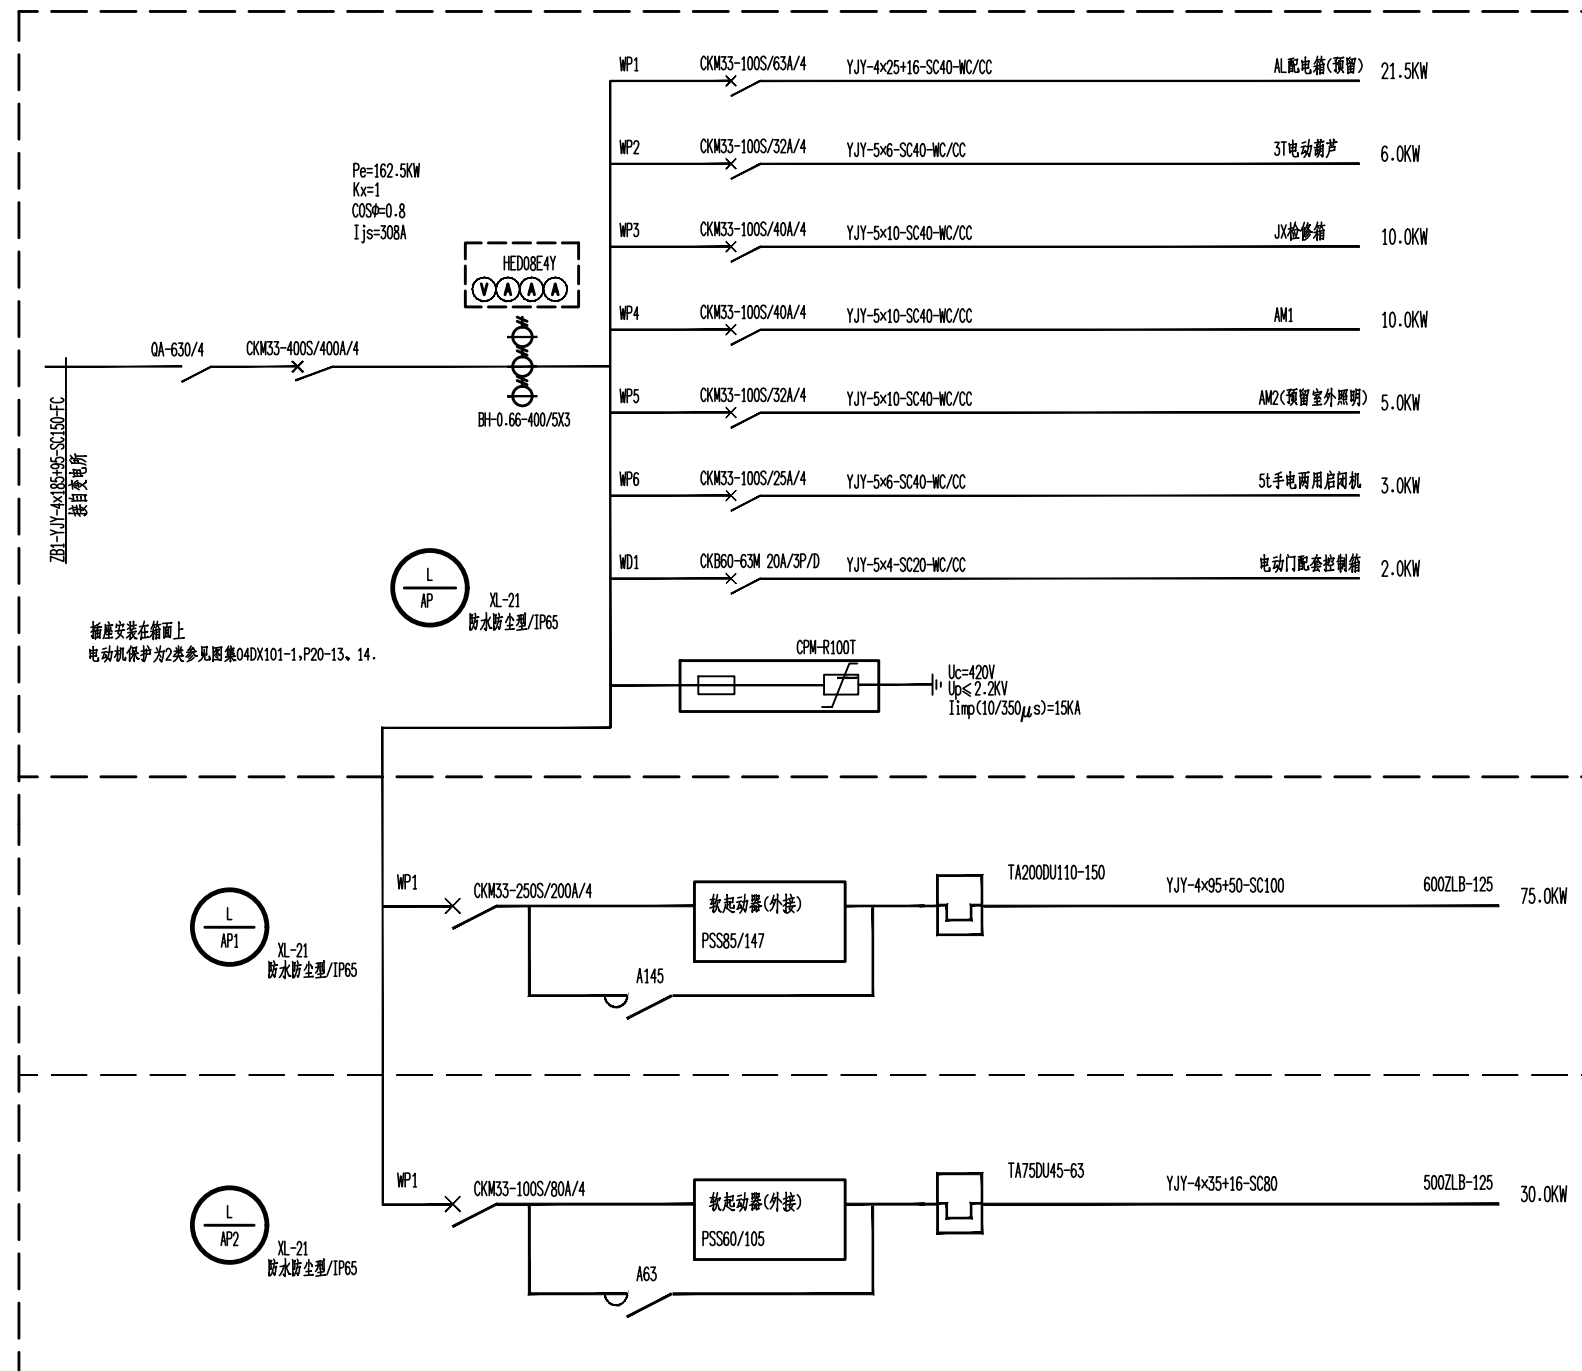 WP1
CKM33-100S/63A/4
YJY-4×25+16-SC40-WC/CC
AL配电箱(预留)
21.5KW
WP2
CKM33-100S/32A/4
YJY-5×6-SC40-WC/CC
3T电动葫芦
6.0KW
Pe=162.5KW
Kx=1
COSΦ=0.8
Ijs=308A
WP3
CKM33-100S/40A/4
YJY-5×10-SC40-WC/CC
JX检修箱
10.0KW
HED08E4Y
V A A A
WP4
CKM33-100S/40A/4
YJY-5×10-SC40-WC/CC
AM1
10.0KW
QA-630/4
CKM33-400S/400A/4
BH-0.66-400/5X3
WP5
CKM33-100S/32A/4
YJY-5×10-SC40-WC/CC
AM2(预留室外照明)
5.0KW
ZB1-YJY-4×185+95-SC150-FC
接自变电所
WP6
CKM33-100S/25A/4
YJY-5×6-SC40-WC/CC
5t手电两用启闭机
3.0KW
WD1
CKB60-63M 20A/3P/D
YJY-5×4-SC20-WC/CC
电动门配套控制箱
2.0KW
L
AP
XL-21
防水防尘型/IP65
插座安装在箱面上
电动机保护为2类参见图集04DX101-1,P20-13、14.
CPM-R100T
Uc=420V
Up≤2.2KV
Iimp(10/350μs)=15KA
WP1
CKM33-250S/200A/4
软起动器(外接)
PSS85/147
TA200DU110-150
YJY-4×95+50-SC100
600ZLB-125
75.0KW
L
AP1
XL-21
防水防尘型/IP65
A145
WP1
CKM33-100S/80A/4
软起动器(外接)
PSS60/105
TA75DU45-63
YJY-4×35+16-SC80
500ZLB-125
30.0KW
L
AP2
XL-21
防水防尘型/IP65
A63